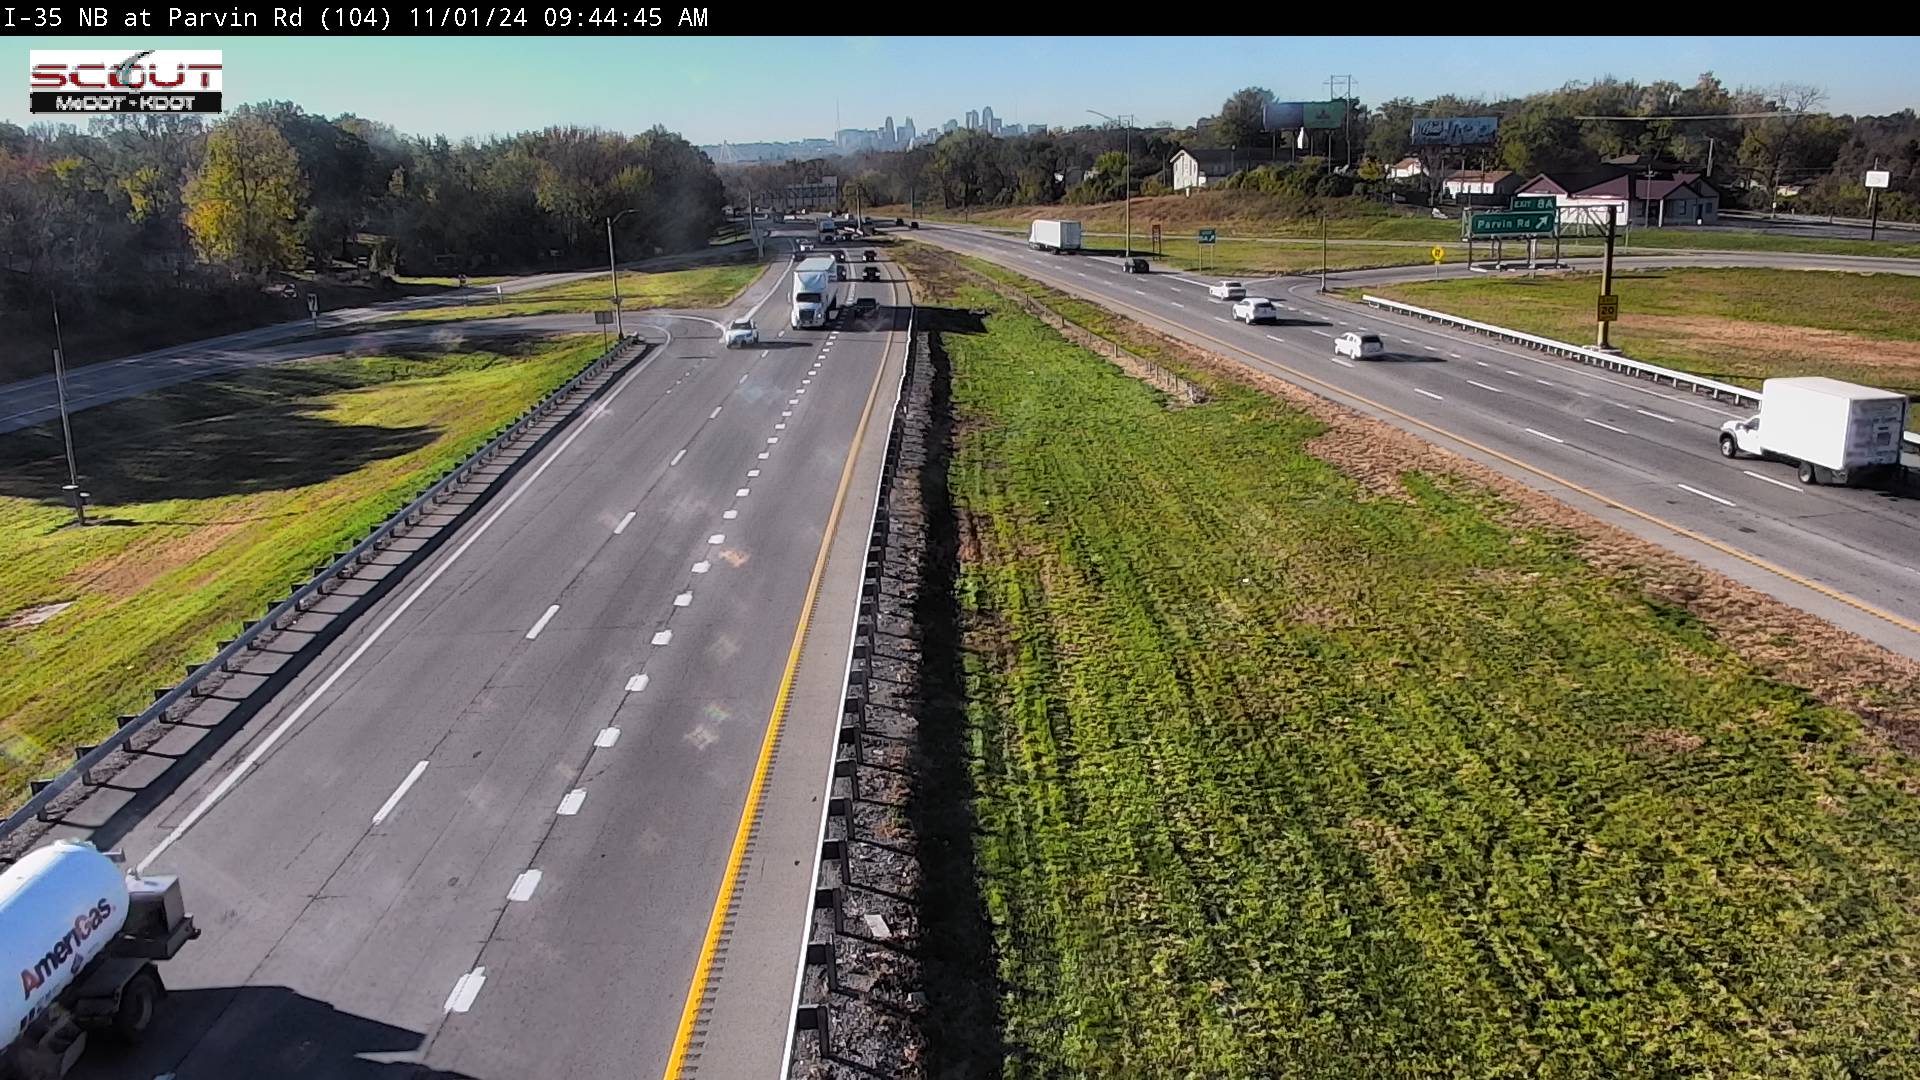 I-35 NB at Parvin Rd (104) 11/01/24 09:44:45 AM
SCOUT
MoDOT - KDOT
EXIT 8A
Parvin Rd
20
AmeriGas